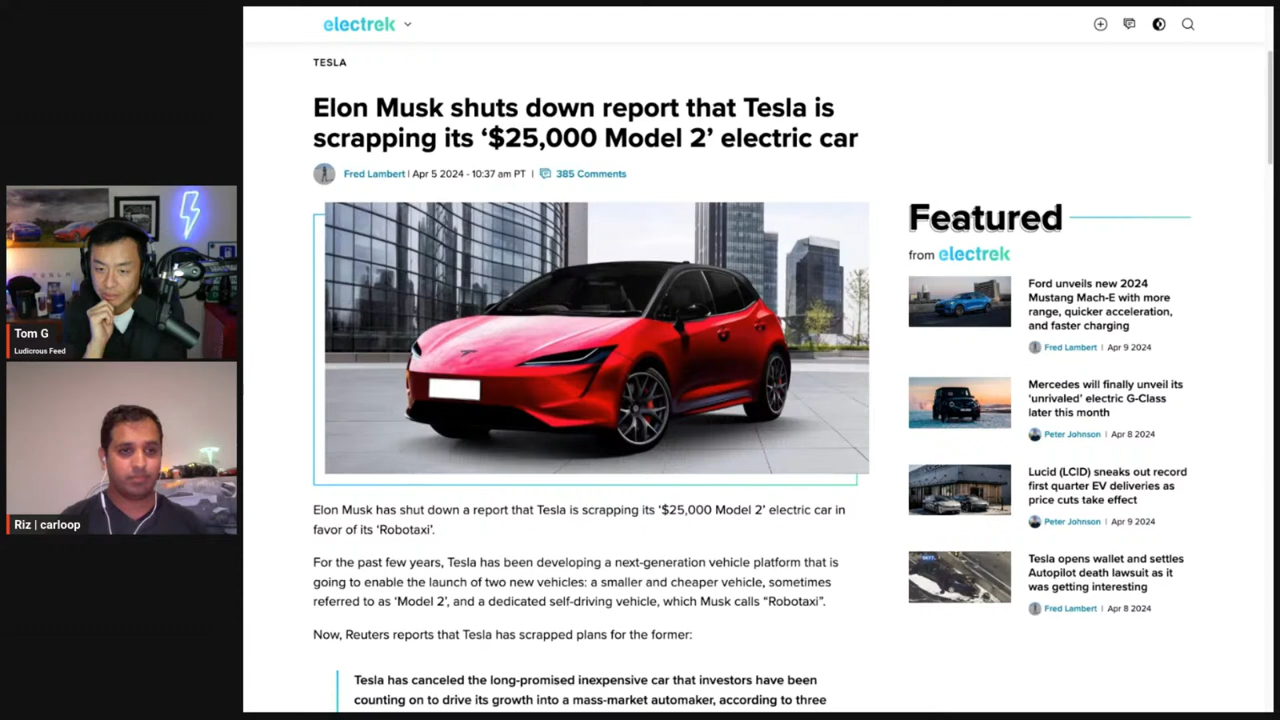 electrek
TESLA
Elon Musk shuts down report that Tesla is
scrapping its ‘$25,000 Model 2’ electric car
Fred Lambert | Apr 5 2024 - 10:37 am PT | 385 Comments
Elon Musk has shut down a report that Tesla is scrapping its ‘$25,000 Model 2’ electric car in
favor of its ‘Robotaxi’.
For the past few years, Tesla has been developing a next-generation vehicle platform that is
going to enable the launch of two new vehicles: a smaller and cheaper vehicle, sometimes
referred to as ‘Model 2’, and a dedicated self-driving vehicle, which Musk calls “Robotaxi”.
Now, Reuters reports that Tesla has scrapped plans for the former:
Tesla has canceled the long-promised inexpensive car that investors have been
counting on to drive its growth into a mass-market automaker, according to three
Featured
from electrek
Ford unveils new 2024
Mustang Mach-E with more
range, quicker acceleration,
and faster charging
Fred Lambert | Apr 9 2024
Mercedes will finally unveil its
‘unrivaled’ electric G-Class
later this month
Peter Johnson | Apr 8 2024
Lucid (LCID) sneaks out record
first quarter EV deliveries as
price cuts take effect
Peter Johnson | Apr 9 2024
Tesla opens wallet and settles
Autopilot death lawsuit as it
was getting interesting
Fred Lambert | Apr 8 2024
Tom G
Ludicrous Feed
Riz | carloop